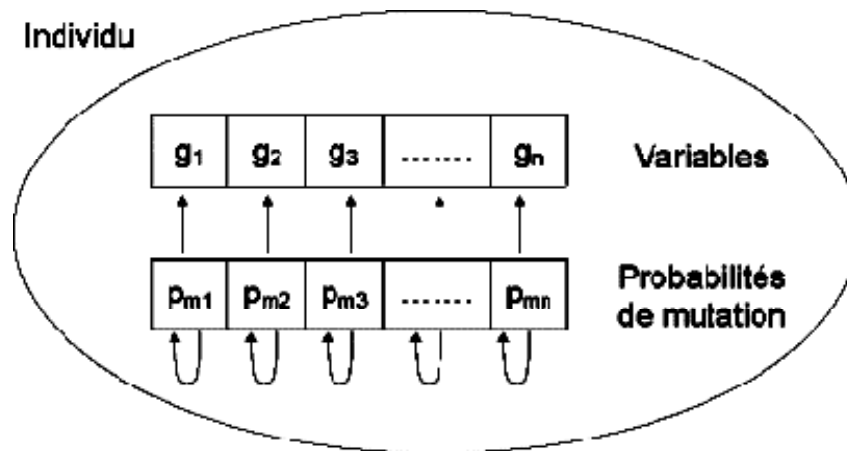 Individu
g1 g2 g3 ....... gn Variables
pm1 pm2 pm3 ....... pmn Probabilités
de mutation